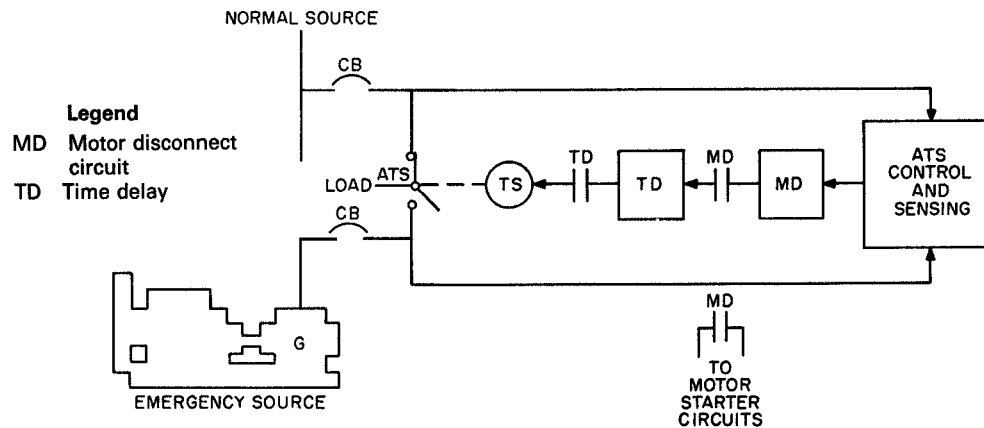 NORMAL SOURCE
CB
Legend
MD Motor disconnect
circuit
TD Time delay
LOAD
ATS
TS
TD
TD
MD
MD
ATS
CONTROL
AND
SENSING
CB
G
EMERGENCY SOURCE
MD
TO
MOTOR
STARTER
CIRCUITS